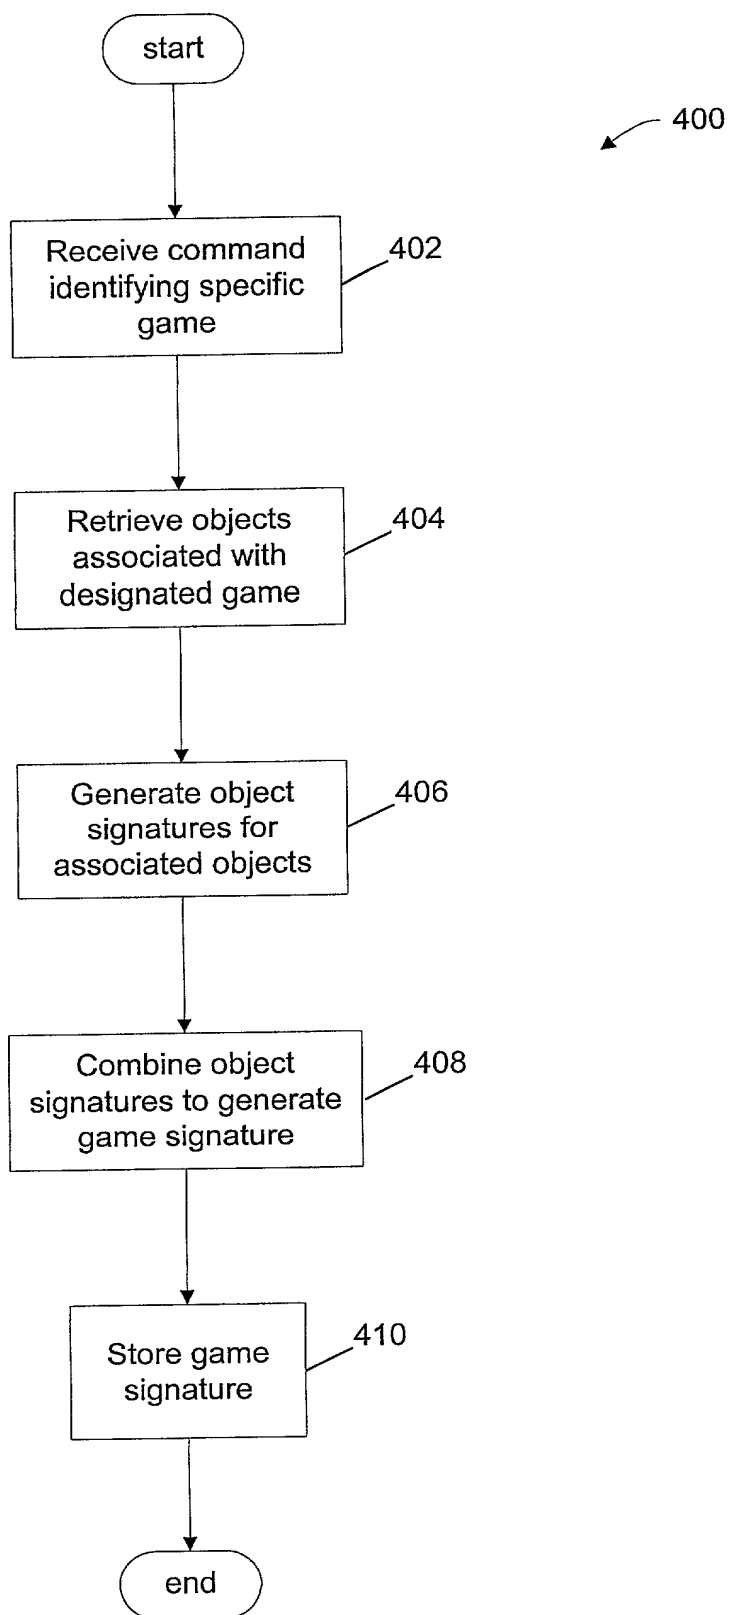 start
400
Receive command
identifying specific
game
402
Retrieve objects
associated with
designated game
404
Generate object
signatures for
associated objects
406
Combine object
signatures to generate
game signature
408
Store game
signature
410
end